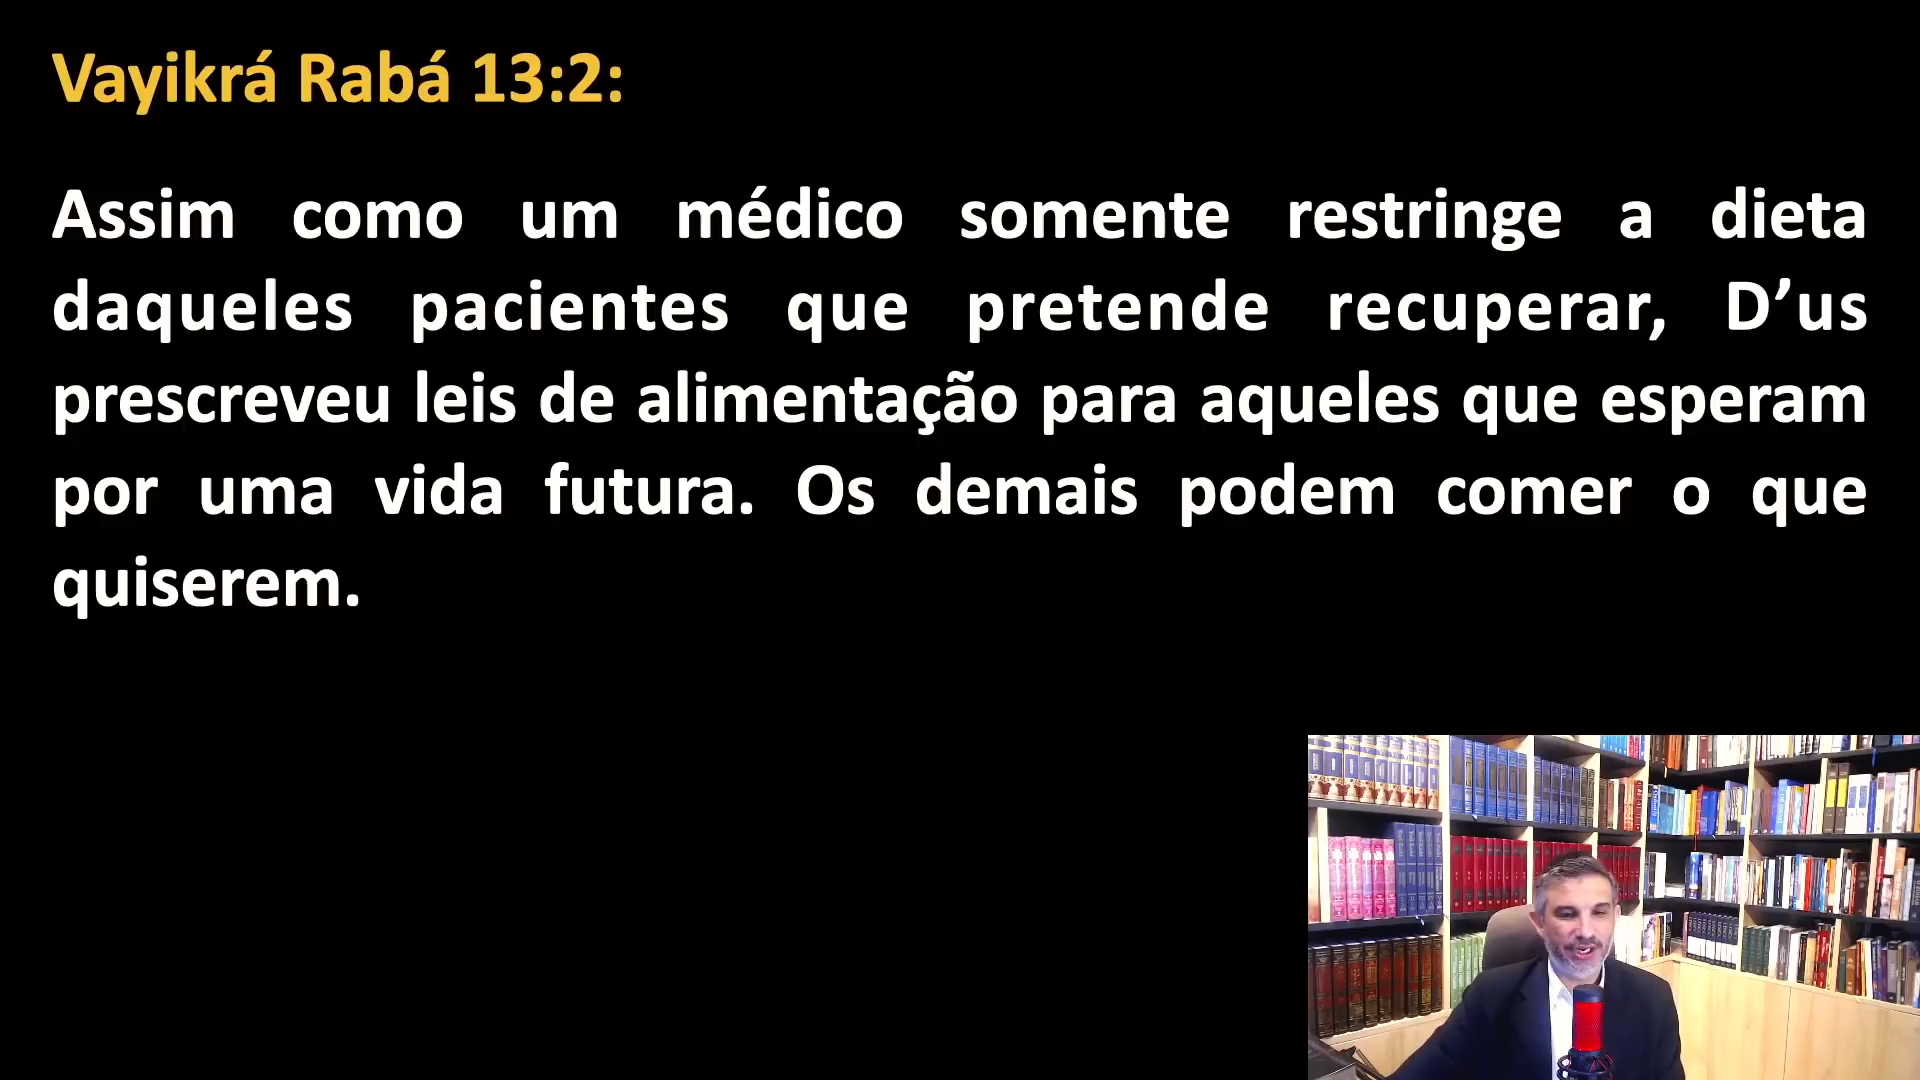 Vayikrá Rabá 13:2:
Assim como um médico somente restringe a dieta
daqueles pacientes que pretende recuperar, D’us
prescreveu leis de alimentação para aqueles que esperam
por uma vida futura. Os demais podem comer o que
quiserem.